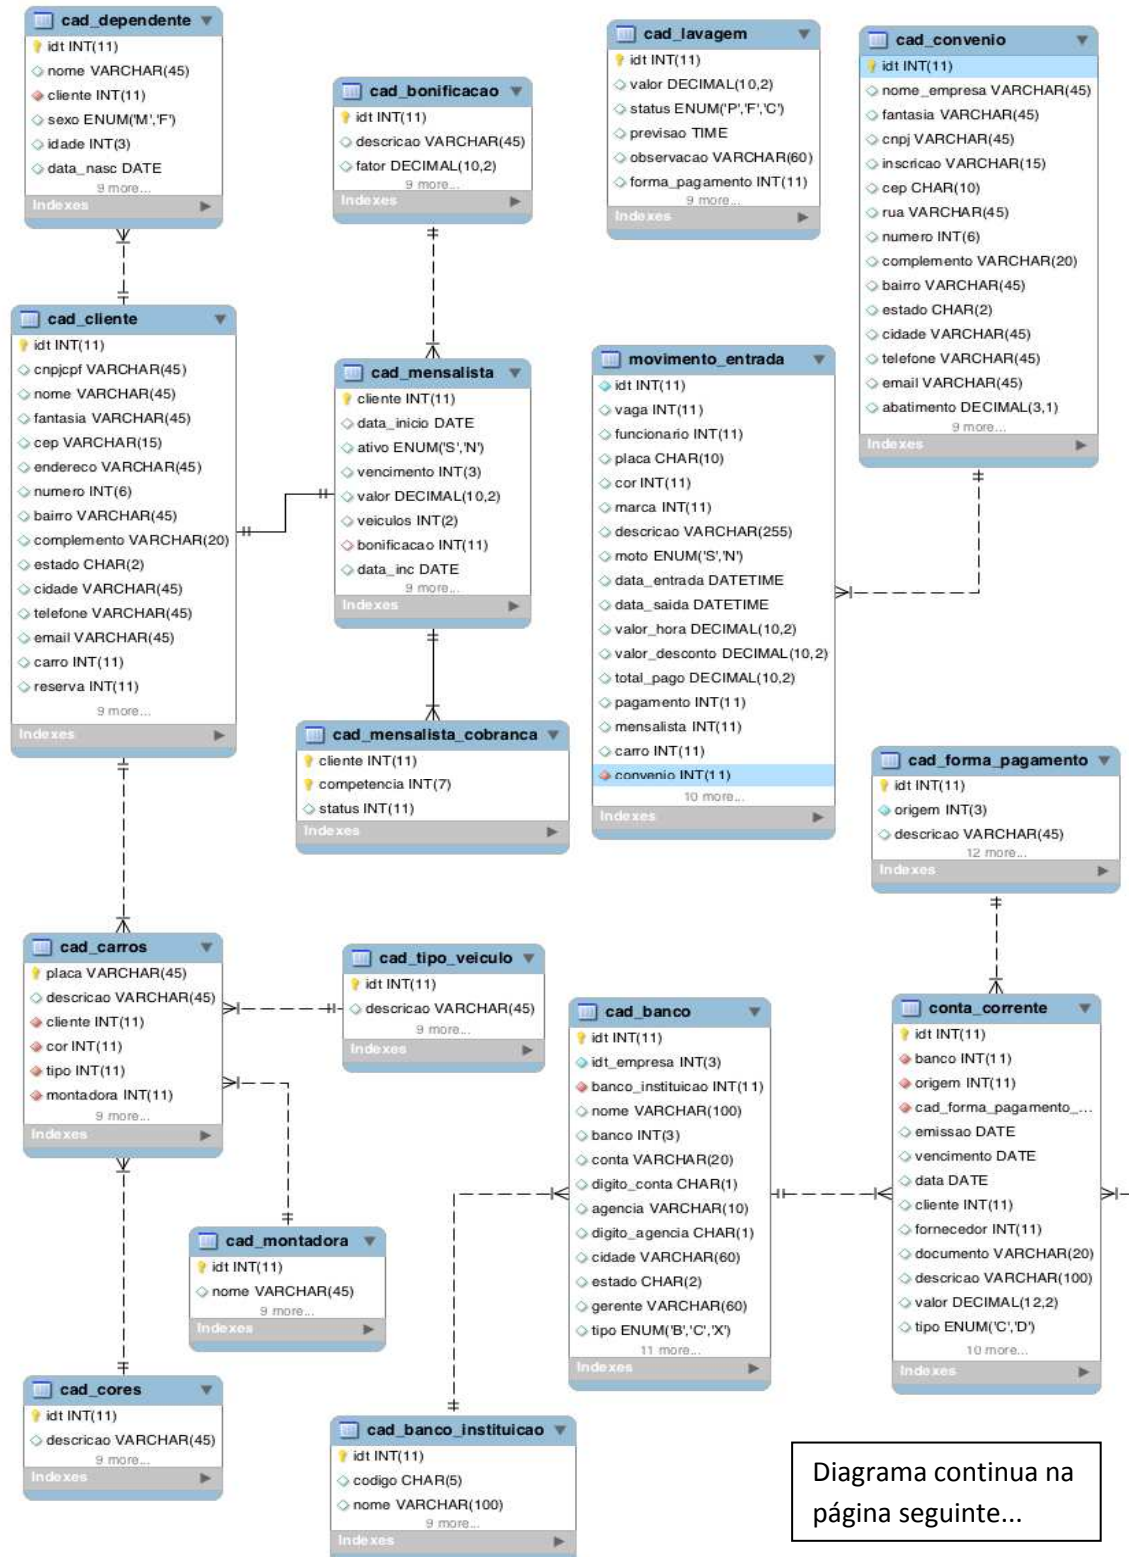 cad_dependente
idt INT(11)
nome VARCHAR(45)
cliente INT(11)
sexo ENUM('M','F')
idade INT(3)
data_nasc DATE
9 more...
Indexes
cad_bonificacao
idt INT(11)
descricao VARCHAR(45)
fator DECIMAL(10,2)
9 more...
Indexes
cad_lavagem
idt INT(11)
valor DECIMAL(10,2)
status ENUM('P','F','C')
previsao TIME
observacao VARCHAR(60)
forma_pagamento INT(11)
9 more...
Indexes
cad_convenio
idt INT(11)
nome_empresa VARCHAR(45)
fantasia VARCHAR(45)
cnpj VARCHAR(45)
inscricao VARCHAR(15)
cep CHAR(10)
rua VARCHAR(45)
numero INT(6)
complemento VARCHAR(20)
bairro VARCHAR(45)
estado CHAR(2)
cidade VARCHAR(45)
telefone VARCHAR(45)
email VARCHAR(45)
abatimento DECIMAL(3,1)
9 more...
Indexes
cad_cliente
idt INT(11)
cnpjcpf VARCHAR(45)
nome VARCHAR(45)
fantasia VARCHAR(45)
cep VARCHAR(15)
endereco VARCHAR(45)
numero INT(6)
bairro VARCHAR(45)
complemento VARCHAR(20)
estado CHAR(2)
cidade VARCHAR(45)
telefone VARCHAR(45)
email VARCHAR(45)
carro INT(11)
reserva INT(11)
9 more...
Indexes
cad_mensalista
cliente INT(11)
data_inicio DATE
ativo ENUM('S','N')
vencimento INT(3)
valor DECIMAL(10,2)
veiculos INT(2)
bonificacao INT(11)
data_inc DATE
9 more...
Indexes
movimento_entrada
idt INT(11)
vaga INT(11)
funcionario INT(11)
placa CHAR(10)
cor INT(11)
marca INT(11)
descricao VARCHAR(255)
moto ENUM('S','N')
data_entrada DATETIME
data_saida DATETIME
valor_hora DECIMAL(10,2)
valor_desconto DECIMAL(10,2)
total_pago DECIMAL(10,2)
pagamento INT(11)
mensalista INT(11)
carro INT(11)
convenio INT(11)
10 more...
Indexes
cad_mensalista_cobranca
cliente INT(11)
competencia INT(7)
status INT(11)
Indexes
cad_forma_pagamento
idt INT(11)
origem INT(3)
descricao VARCHAR(45)
12 more...
Indexes
cad_carros
placa VARCHAR(45)
descricao VARCHAR(45)
cliente INT(11)
cor INT(11)
tipo INT(11)
montadora INT(11)
9 more...
Indexes
cad_tipo_veiculo
idt INT(11)
descricao VARCHAR(45)
9 more...
Indexes
cad_banco
idt INT(11)
idt_empresa INT(3)
banco_instituicao INT(11)
nome VARCHAR(100)
banco INT(3)
conta VARCHAR(20)
digito_conta CHAR(1)
agencia VARCHAR(10)
digito_agencia CHAR(1)
cidade VARCHAR(60)
estado CHAR(2)
gerente VARCHAR(60)
tipo ENUM('B','C','X')
11 more...
Indexes
conta_corrente
idt INT(11)
banco INT(11)
origem INT(11)
cad_forma_pagamento_...
emissao DATE
vencimento DATE
data DATE
cliente INT(11)
fornecedor INT(11)
documento VARCHAR(20)
descricao VARCHAR(100)
valor DECIMAL(12,2)
tipo ENUM('C','D')
10 more...
Indexes
cad_montadora
idt INT(11)
nome VARCHAR(45)
9 more...
Indexes
cad_cores
idt INT(11)
descricao VARCHAR(45)
9 more...
Indexes
cad_banco_instituicao
idt INT(11)
codigo CHAR(5)
nome VARCHAR(100)
9 more...
Indexes
Diagrama continua na
página seguinte...